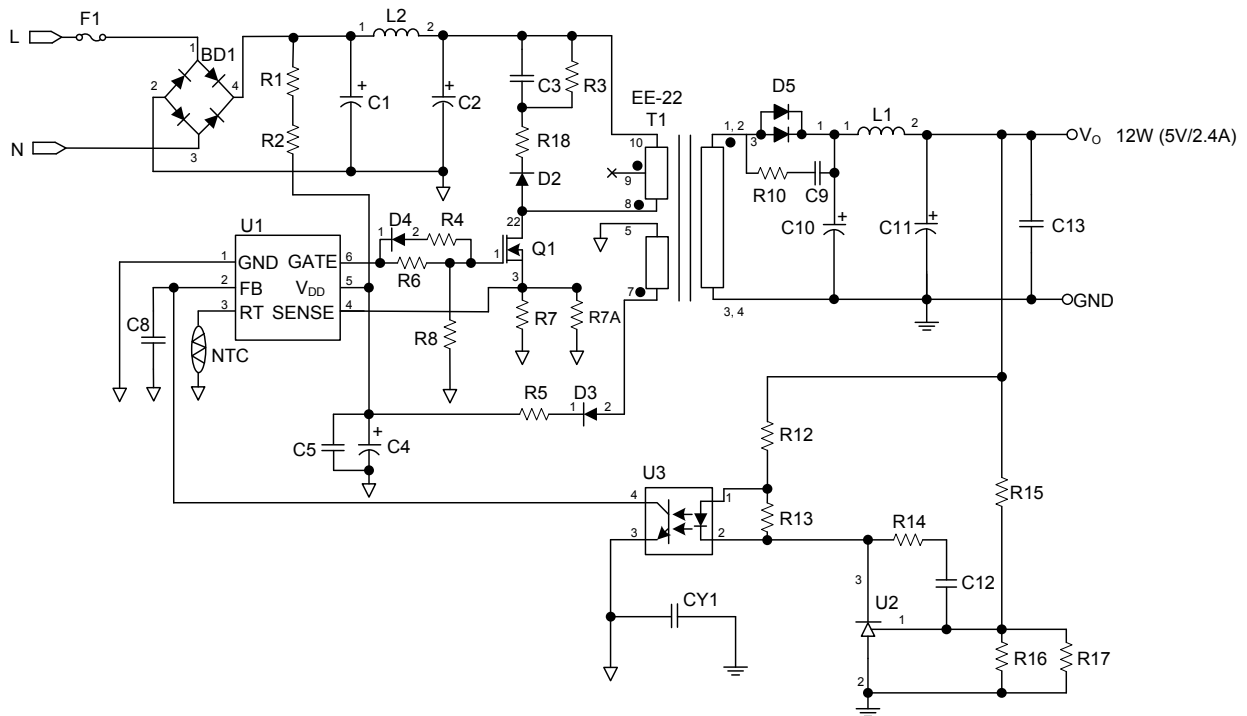 L
F1
1
BD1
2
4
3
N
R1
R2
1
L2
2
+
C1
+
C2
C3
R3
R18
D2
EE-22
T1
10
9
8
5
7
1, 2
3, 4
D5
3
1
R10
C9
1
L1
2
+
C10
+
C11
C13
VO
12W (5V/2.4A)
GND
U1
1
GND
GATE
6
2
FB
VDD
5
3
RT
SENSE
4
C8
NTC
D4
1
2
R4
R6
R8
22
1
Q1
3
R7
R7A
R5
D3
1
2
C5
+
C4
U3
4
1
3
2
R12
R13
R14
R15
C12
3
U2
1
2
R16
R17
CY1